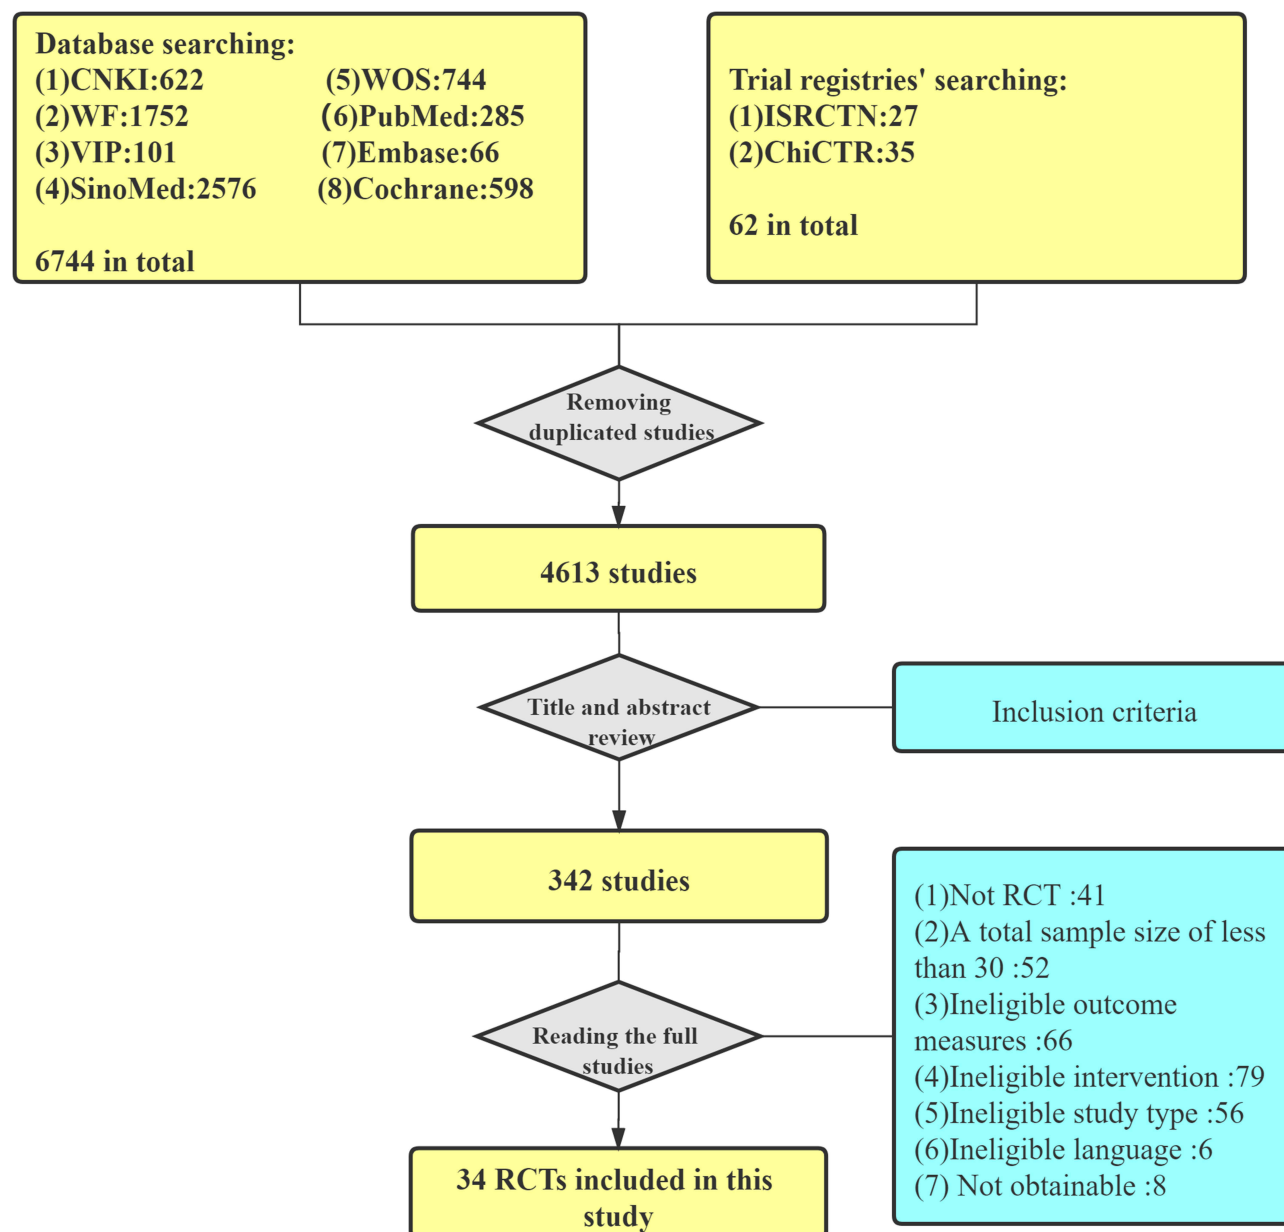 Database searching:
(1)CNKI:622 (5)WOS:744
(2)WF:1752 (6)PubMed:285
(3)VIP:101 (7)Embase:66
(4)SinoMed:2576 (8)Cochrane:598
6744 in total
Trial registries' searching:
(1)ISRCTN:27
(2)ChiCTR:35
62 in total
Removing
duplicated studies
4613 studies
Title and abstract
review
Inclusion criteria
342 studies
Reading the full
studies
(1)Not RCT :41
(2)A total sample size of less
than 30 :52
(3)Ineligible outcome
measures :66
(4)Ineligible intervention :79
(5)Ineligible study type :56
(6)Ineligible language :6
(7) Not obtainable :8
34 RCTs included in this
study